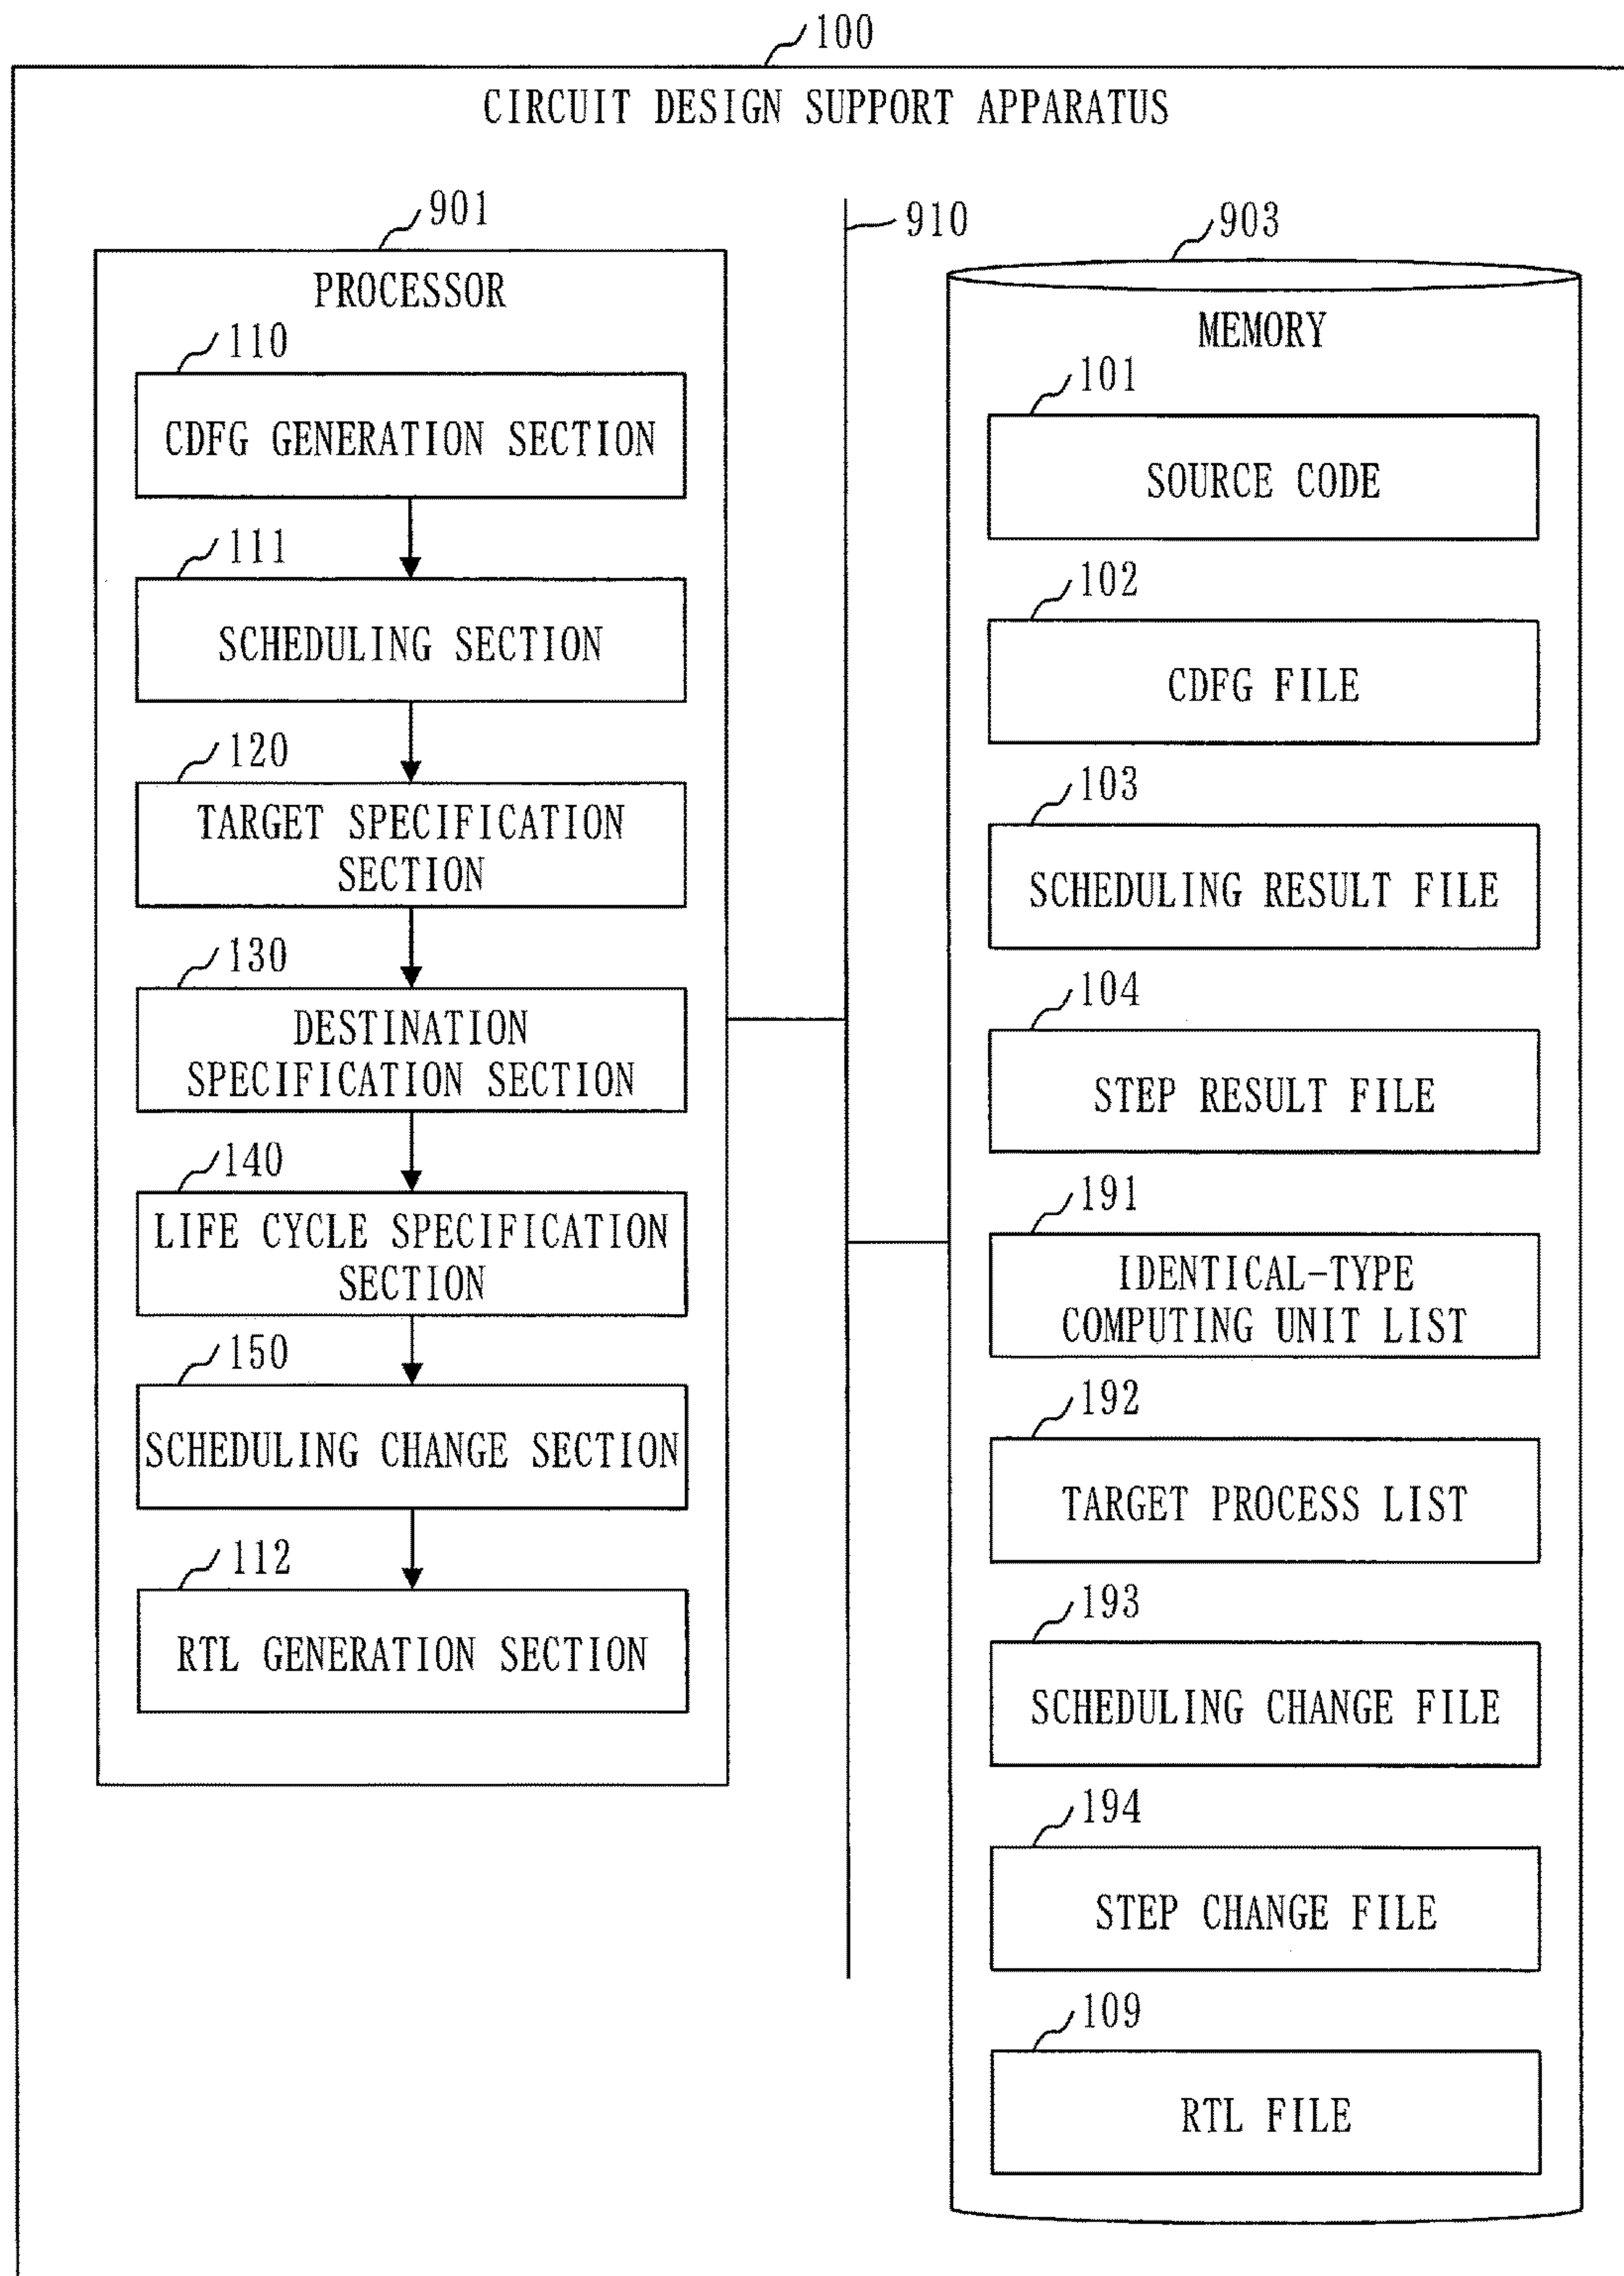 100
CIRCUIT DESIGN SUPPORT APPARATUS
901
PROCESSOR
110
CDFG GENERATION SECTION
111
SCHEDULING SECTION
120
TARGET SPECIFICATION
SECTION
130
DESTINATION
SPECIFICATION SECTION
140
LIFE CYCLE SPECIFICATION
SECTION
150
SCHEDULING CHANGE SECTION
112
RTL GENERATION SECTION
910
903
MEMORY
101
SOURCE CODE
102
CDFG FILE
103
SCHEDULING RESULT FILE
104
STEP RESULT FILE
191
IDENTICAL-TYPE
COMPUTING UNIT LIST
192
TARGET PROCESS LIST
193
SCHEDULING CHANGE FILE
194
STEP CHANGE FILE
109
RTL FILE